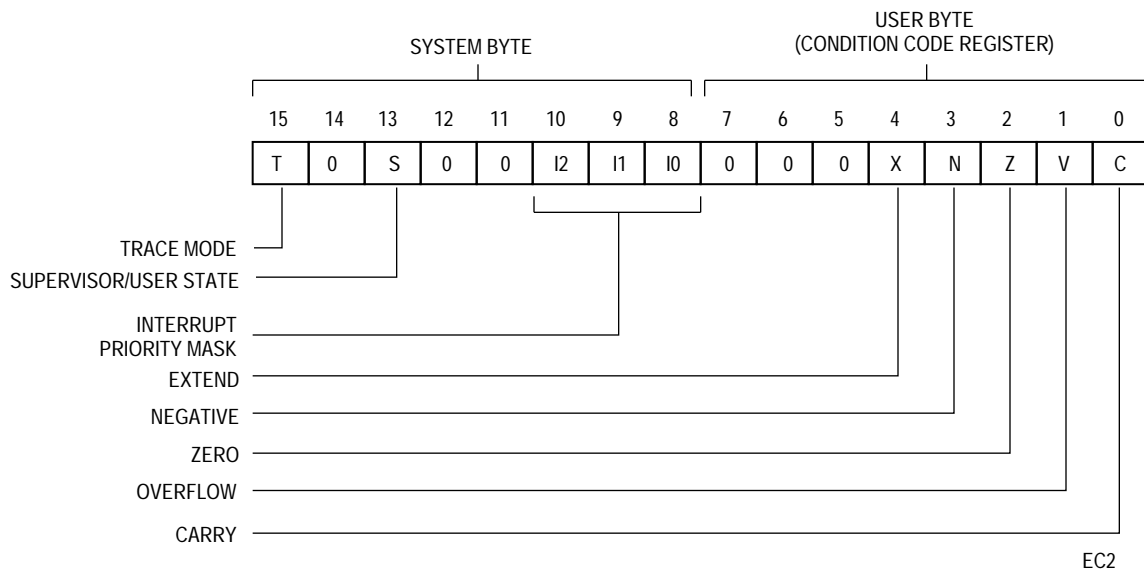 USER BYTE
(CONDITION CODE REGISTER)
SYSTEM BYTE
15 14 13 12 11 10 9 8 7 6 5 4 3 2 1 0
T 0 S 0 0 I2 I1 I0 0 0 0 X N Z V C
TRACE MODE
SUPERVISOR/USER STATE
INTERRUPT
PRIORITY MASK
EXTEND
NEGATIVE
ZERO
OVERFLOW
CARRY
EC2